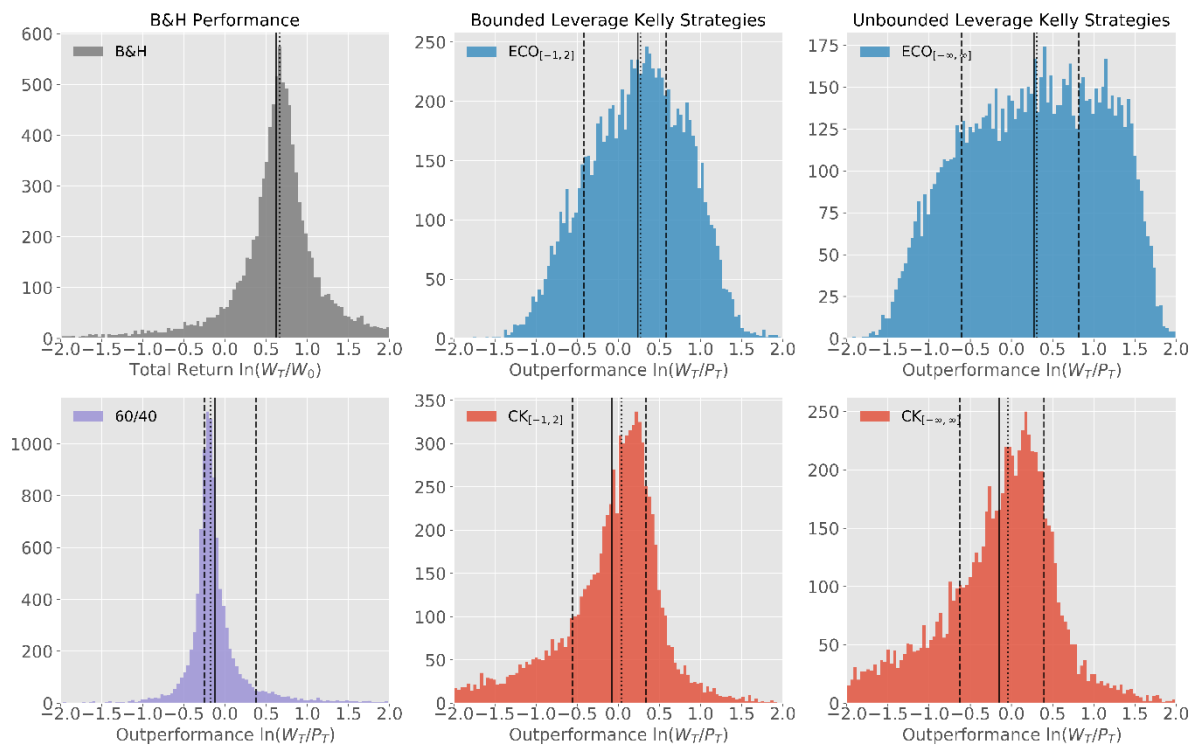 B&H Performance
B&H
600
500
400
300
200
100
0
−2.0 −1.5 −1.0 −0.5 0.0 0.5 1.0 1.5 2.0
Total Return ln(W_T/W_0)
Bounded Leverage Kelly Strategies
ECO[−1, 2]
250
200
150
100
50
0
−2.0 −1.5 −1.0 −0.5 0.0 0.5 1.0 1.5 2.0
Outperformance ln(W_T/P_T)
Unbounded Leverage Kelly Strategies
ECO[−∞, ∞]
175
150
125
100
75
50
25
0
−2.0 −1.5 −1.0 −0.5 0.0 0.5 1.0 1.5 2.0
Outperformance ln(W_T/P_T)
60/40
1000
800
600
400
200
0
−2.0 −1.5 −1.0 −0.5 0.0 0.5 1.0 1.5 2.0
Outperformance ln(W_T/P_T)
CK[−1, 2]
350
300
250
200
150
100
50
0
−2.0 −1.5 −1.0 −0.5 0.0 0.5 1.0 1.5 2.0
Outperformance ln(W_T/P_T)
CK[−∞, ∞]
250
200
150
100
50
0
−2.0 −1.5 −1.0 −0.5 0.0 0.5 1.0 1.5 2.0
Outperformance ln(W_T/P_T)